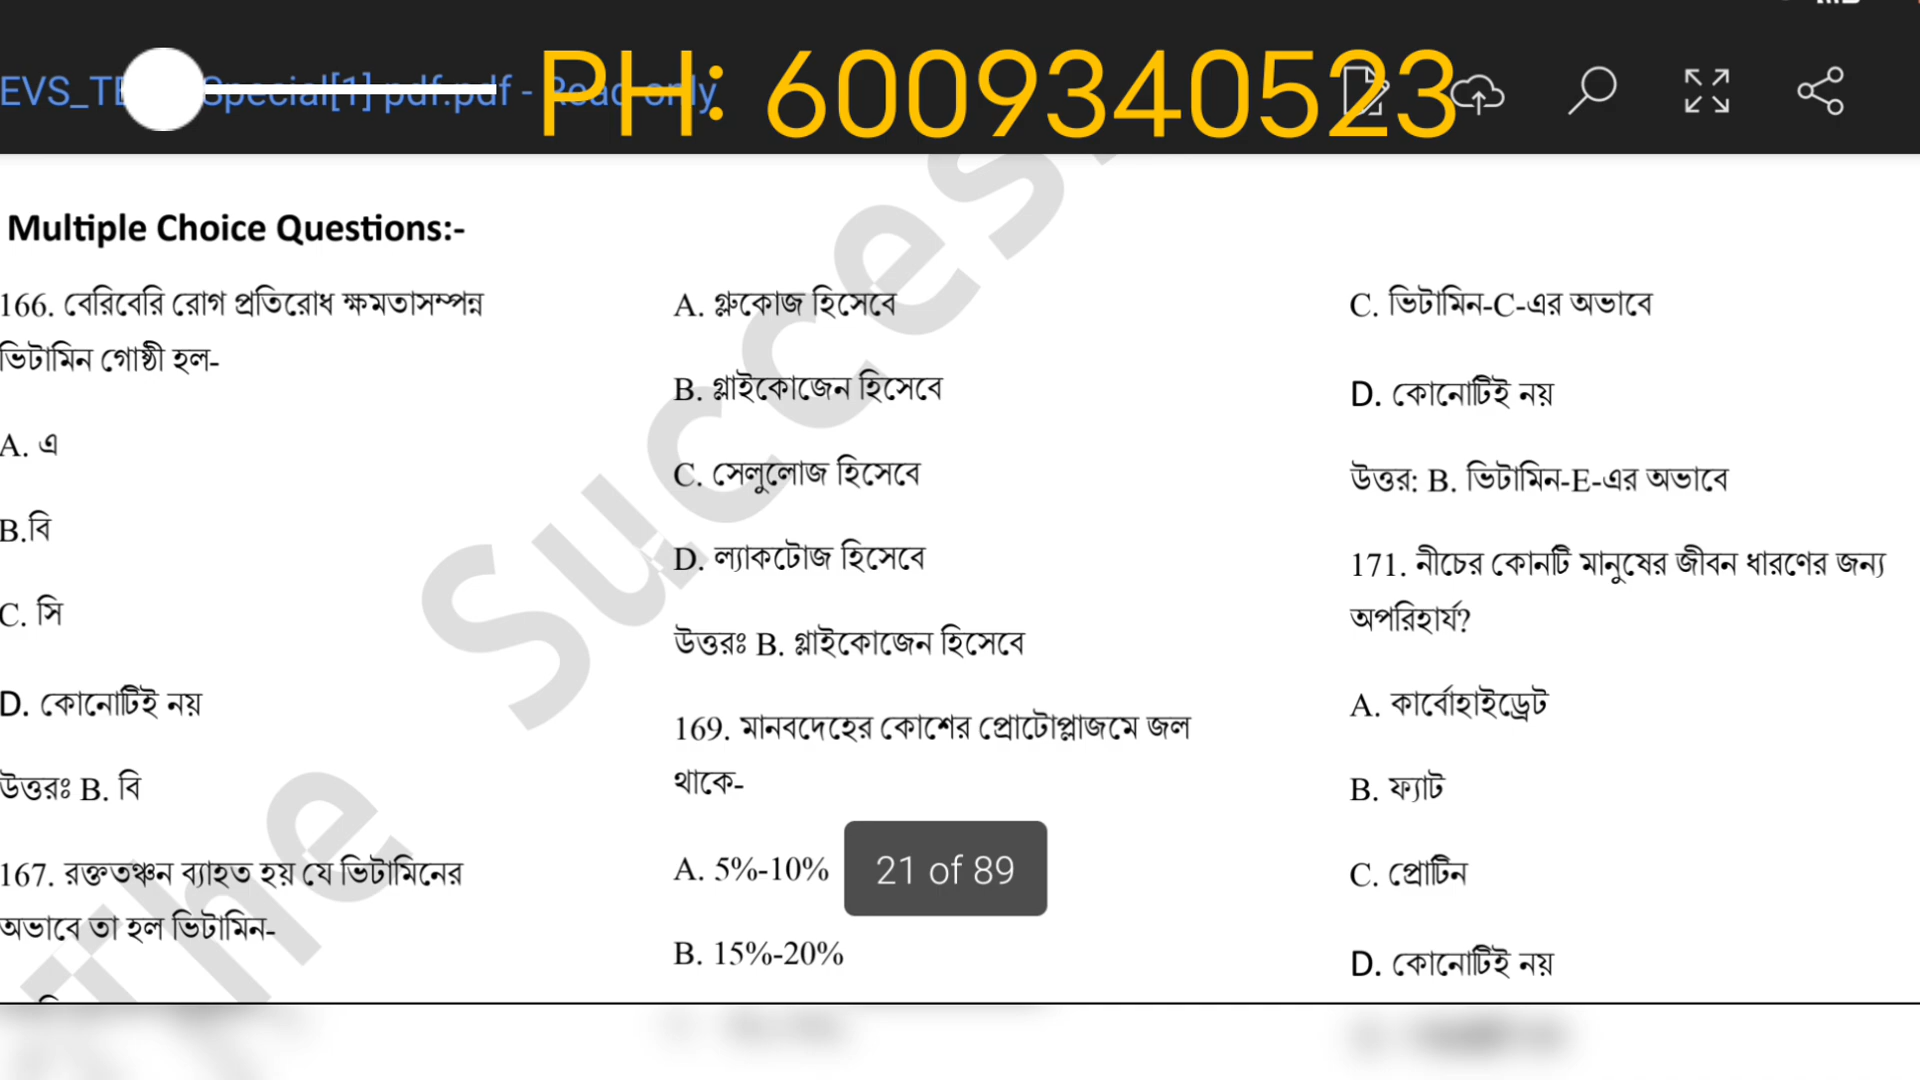 EVS_TE Special[1] pdf.pdf - Read only
PH: 6009340523
The Success
Multiple Choice Questions:-
166. বেরিবেরি রোগ প্রতিরোধ ক্ষমতাসম্পন্ন
ভিটামিন গোষ্ঠী হল-
A. এ
B.বি
C. সি
D. কোনোটিই নয়
উত্তরঃ B. বি
167. রক্ততঞ্চন ব্যাহত হয় যে ভিটামিনের
অভাবে তা হল ভিটামিন-
A. গ্লুকোজ হিসেবে
B. গ্লাইকোজেন হিসেবে
C. সেলুলোজ হিসেবে
D. ল্যাকটোজ হিসেবে
উত্তরঃ B. গ্লাইকোজেন হিসেবে
169. মানবদেহের কোশের প্রোটোপ্লাজমে জল
থাকে-
A. 5%-10%
B. 15%-20%
21 of 89
C. ভিটামিন-C-এর অভাবে
D. কোনোটিই নয়
উত্তর: B. ভিটামিন-E-এর অভাবে
171. নীচের কোনটি মানুষের জীবন ধারণের জন্য
অপরিহার্য?
A. কার্বোহাইড্রেট
B. ফ্যাট
C. প্রোটিন
D. কোনোটিই নয়